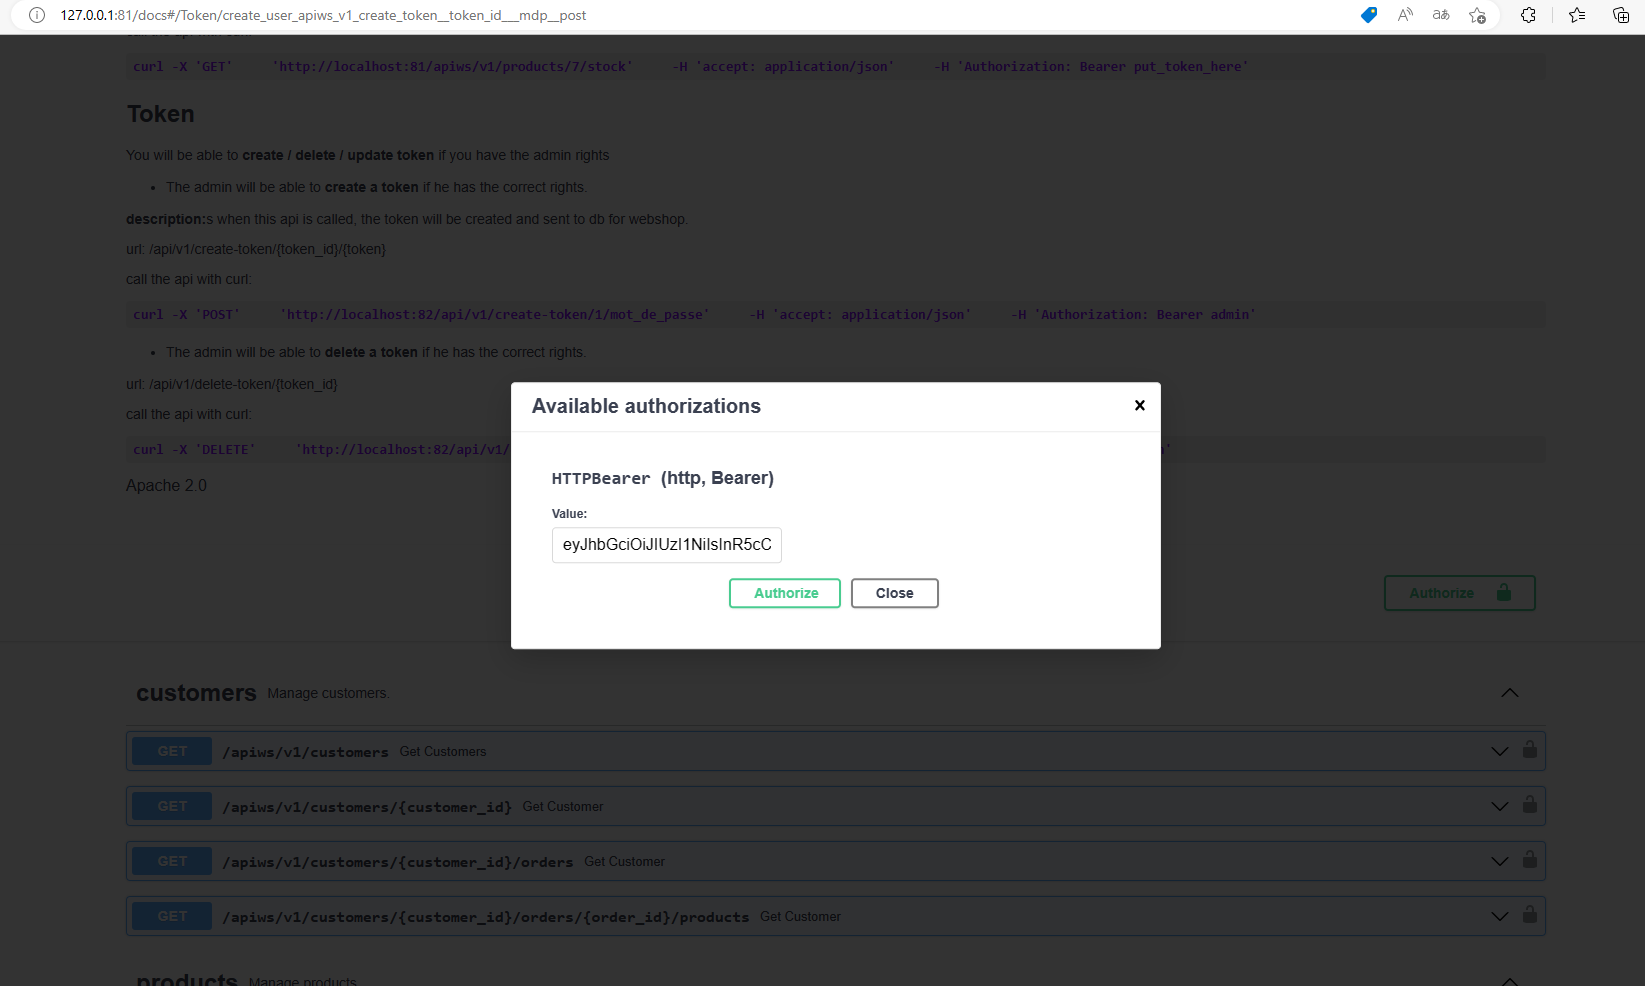 127.0.0.1:81/docs#/Token/create_user_apiws_v1_create_token__token_id___mdp__post
curl -X 'GET' 'http://localhost:81/apiws/v1/products/7/stock' -H 'accept: application/json' -H 'Authorization: Bearer put_token_here'
Token
You will be able to create / delete / update token if you have the admin rights
• The admin will be able to create a token if he has the correct rights.
description:s when this api is called, the token will be created and sent to db for webshop.
url: /api/v1/create-token/{token_id}/{token}
call the api with curl:
curl -X 'POST' 'http://localhost:82/api/v1/create-token/1/mot_de_passe' -H 'accept: application/json' -H 'Authorization: Bearer admin'
• The admin will be able to delete a token if he has the correct rights.
url: /api/v1/delete-token/{token_id}
call the api with curl:
curl -X 'DELETE' 'http://localhost:82/api/v1/
Apache 2.0
Available authorizations
HTTPBearer (http, Bearer)
Value:
eyJhbGciOiJIUzI1NiIsInR5cC
Authorize
Close
Authorize
customers Manage customers.
GET /apiws/v1/customers Get Customers
GET /apiws/v1/customers/{customer_id} Get Customer
GET /apiws/v1/customers/{customer_id}/orders Get Customer
GET /apiws/v1/customers/{customer_id}/orders/{order_id}/products Get Customer
products Manage products